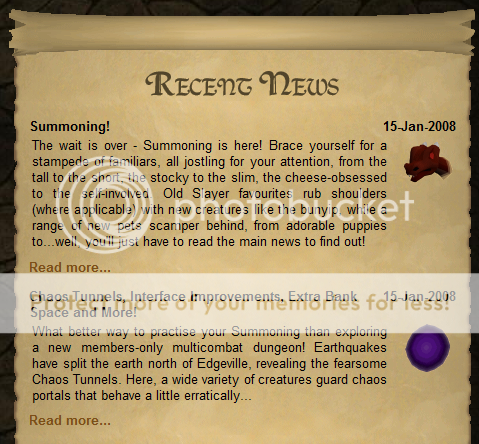 Recent News
Summoning! 15-Jan-2008
The wait is over - Summoning is here! Brace yourself for a
stampede of familiars, all jostling for your attention, from the
tall to the short, the stocky to the slim, the cheese-obsessed
to the self-involved. Old Slayer favourites rub shoulders
(where applicable) with new creatures like the bunyip, while a
range of new pets scamper behind, from adorable puppies
to...well, you'll just have to read the main news to find out!
Read more...
Chaos Tunnels, Interface Improvements, Extra Bank 15-Jan-2008
Space and More!
What better way to practise your Summoning than exploring
a new members-only multicombat dungeon! Earthquakes
have split the earth north of Edgeville, revealing the fearsome
Chaos Tunnels. Here, a wide variety of creatures guard chaos
portals that behave a little erratically...
Read more...
photobucket
Protect more of your memories for less!